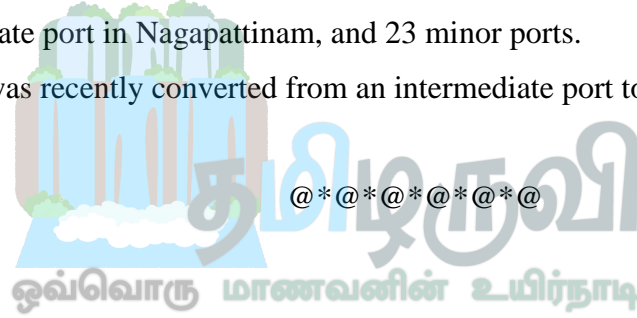 ate port in Nagapattinam, and 23 minor ports.
was recently converted from an intermediate port to
@*@*@*@*@*@
தமிழருவி
ஒவ்வொரு மாணவனின் உயிர்நாடி